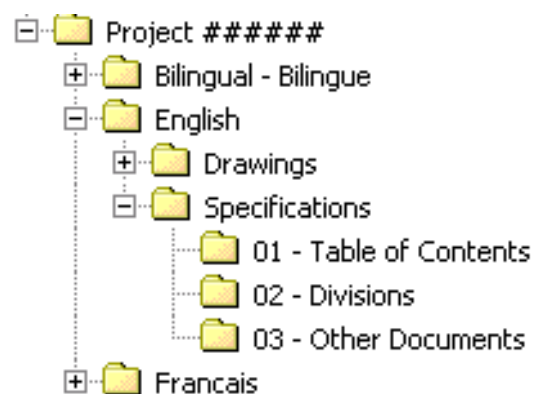 Project ######
Bilingual - Bilingue
English
Drawings
Specifications
01 - Table of Contents
02 - Divisions
03 - Other Documents
Francais